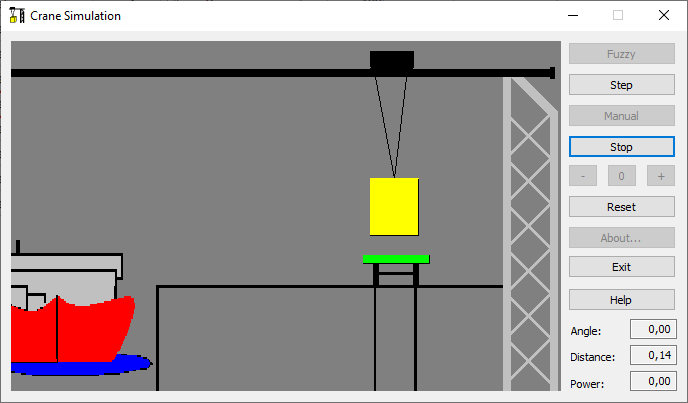 Crane Simulation
Fuzzy
Step
Manual
Stop
- 0 +
Reset
About...
Exit
Help
Angle: 0,00
Distance: 0,14
Power: 0,00